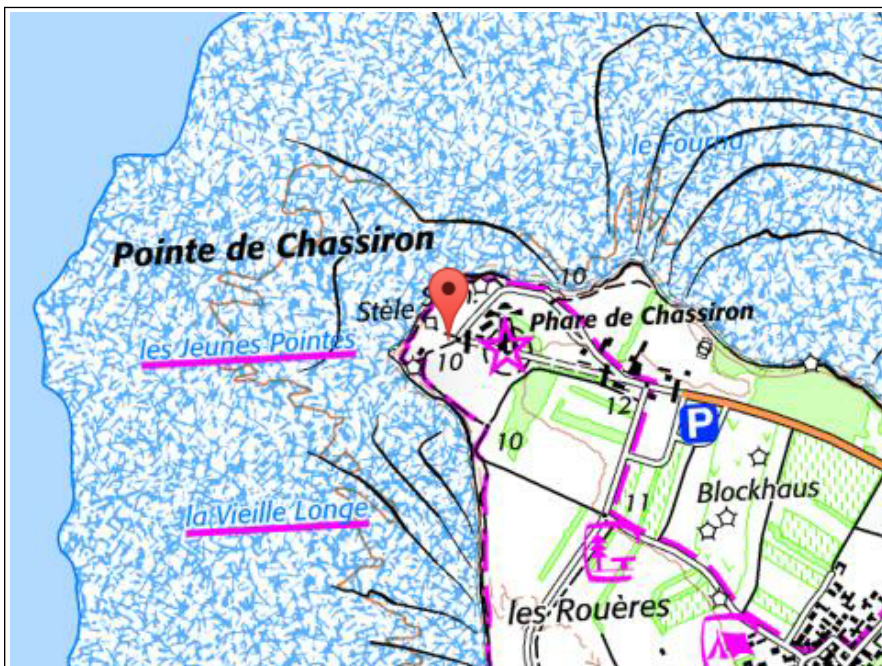 le Fournd
Pointe de Chassiron
10
Stèle
Phare de Chassiron
les Jeunes Pointes
10
12
P
10
Blockhaus
11
la Vieille Longe
les Rouères